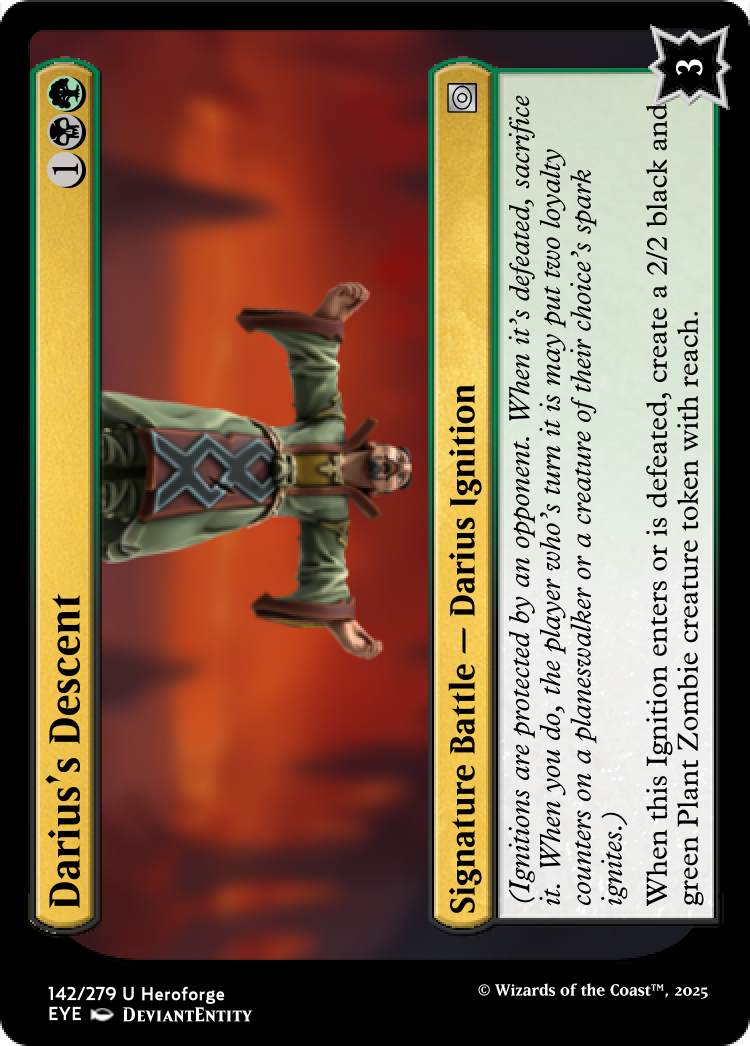 Darius's Descent
1
Signature Battle — Darius Ignition
(Ignitions are protected by an opponent. When it's defeated, sacrifice
it. When you do, the player who's turn it is may put two loyalty
counters on a planeswalker or a creature of their choice's spark
ignites.)
When this Ignition enters or is defeated, create a 2/2 black and
green Plant Zombie creature token with reach.
3
142/279 U Heroforge
EYE DEVIANTENTITY
© Wizards of the Coast™, 2025